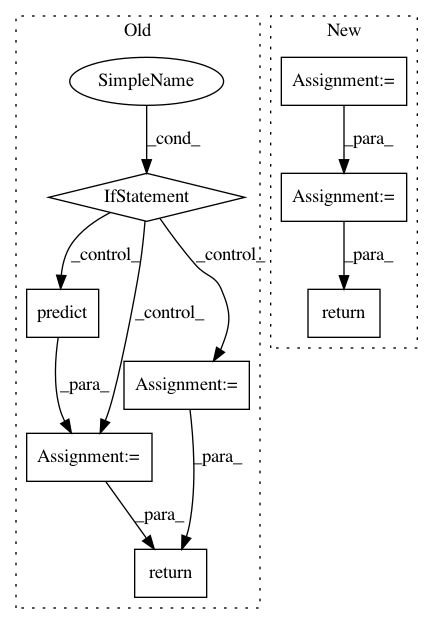 Old
New
SimpleName
Assignment:=
_cond_
_para_
IfStatement
Assignment:=
_control_
_control_
_control_
_para_
predict
return
_para_
Assignment:=
Assignment:=
_para_
_para_
return